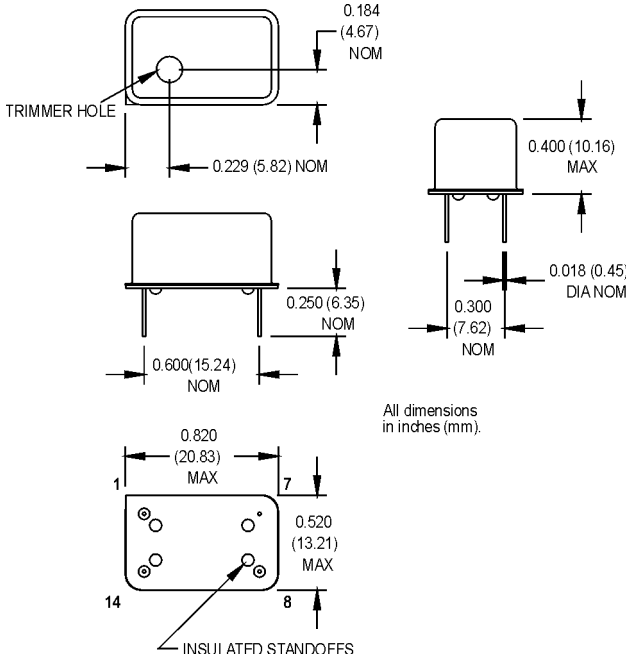 0.184
(4.67)
NOM
TRIMMER HOLE
0.229 (5.82) NOM
0.400 (10.16)
MAX
0.250 (6.35)
NOM
0.018 (0.45)
DIA NOM
0.300
(7.62)
NOM
0.600(15.24)
NOM
All dimensions
in inches (mm).
0.820
(20.83)
MAX
1
7
0.520
(13.21)
MAX
14
8
INSULATED STANDOFFS